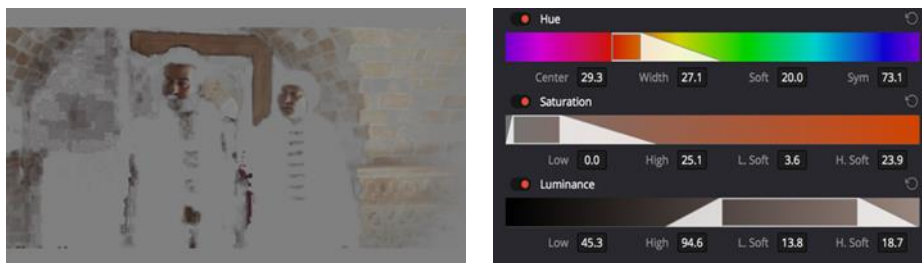 Hue
Center 29.3 Width 27.1 Soft 20.0 Sym 73.1
Saturation
Low 0.0 High 25.1 L. Soft 3.6 H. Soft 23.9
Luminance
Low 45.3 High 94.6 L. Soft 13.8 H. Soft 18.7